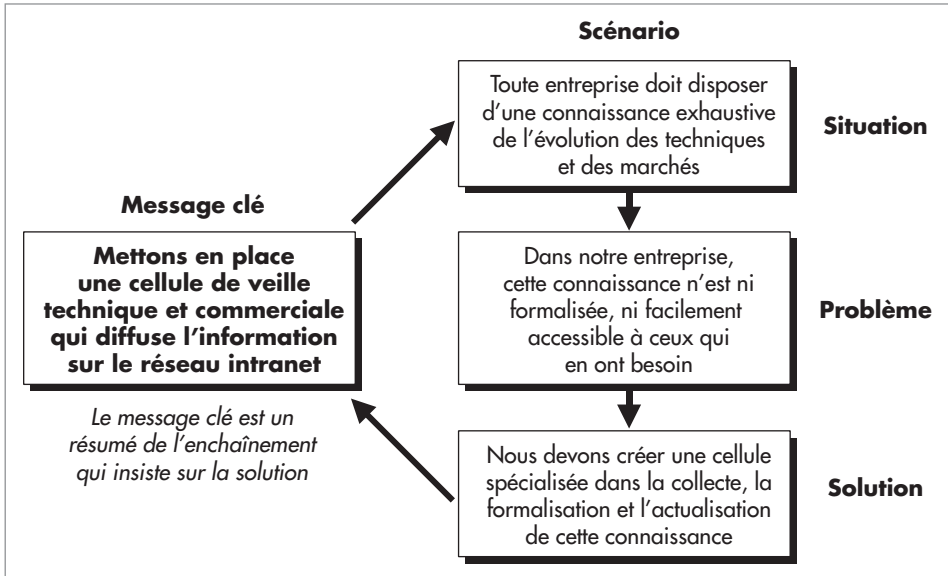 Scénario
Toute entreprise doit disposer
d'une connaissance exhaustive
de l'évolution des techniques
et des marchés
Situation
Message clé
Mettons en place
une cellule de veille
technique et commerciale
qui diffuse l'information
sur le réseau intranet
Le message clé est un
résumé de l'enchaînement
qui insiste sur la solution
Dans notre entreprise,
cette connaissance n'est ni
formalisée, ni facilement
accessible à ceux qui
en ont besoin
Problème
Nous devons créer une cellule
spécialisée dans la collecte, la
formalisation et l'actualisation
de cette connaissance
Solution